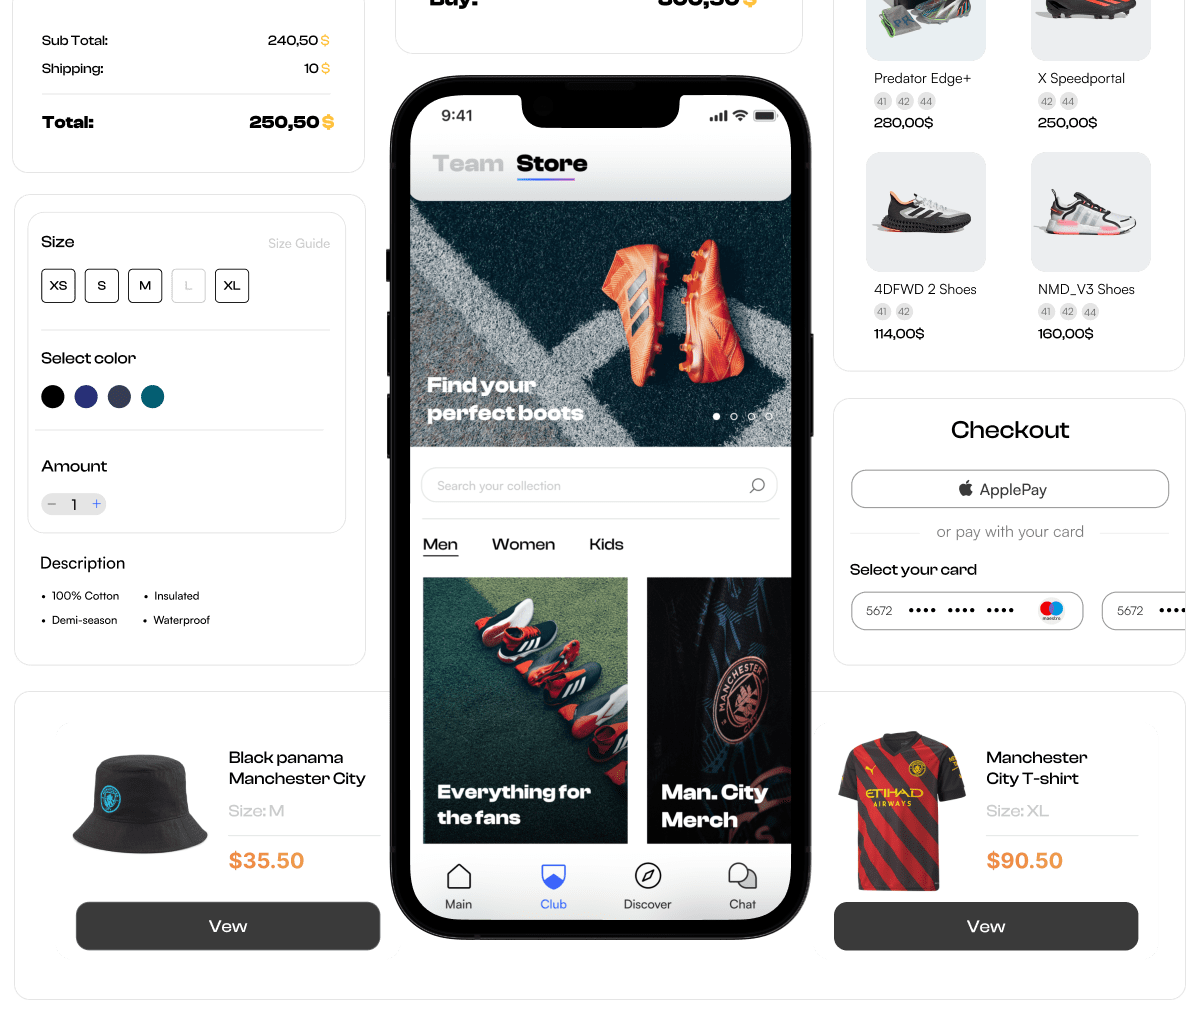 Sub Total: 240,50 $
Shipping: 10 $
Total: 250,50 $
Size Size Guide
XS S M L XL
Select color
Amount
− 1 +
Description
• 100% Cotton • Insulated
• Demi-season • Waterproof
9:41
Team Store
Find your
perfect boots
Search your collection
Men Women Kids
Everything for
the fans
MANCHESTER
Man. City
Merch
Main Club Discover Chat
Predator Edge+ X Speedportal
41 42 44 42 44
280,00$ 250,00$
4DFWD 2 Shoes NMD_V3 Shoes
41 42 41 42 44
114,00$ 160,00$
Checkout
ApplePay
or pay with your card
Select your card
5672 •••• •••• •••• maestro 5672 ••••
Black panama
Manchester City
Size: M
$35.50
Vew
ETIHAD
AIRWAYS
Manchester
City T-shirt
Size: XL
$90.50
Vew